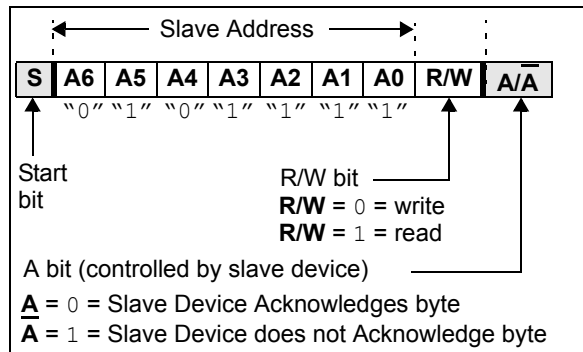 Slave Address
S A6 A5 A4 A3 A2 A1 A0 R/W A/A̅
“0” “1” “0” “1” “1” “1” “1”
Start
bit
R/W bit
R/W = 0 = write
R/W = 1 = read
A bit (controlled by slave device)
A = 0 = Slave Device Acknowledges byte
A̅ = 1 = Slave Device does not Acknowledge byte